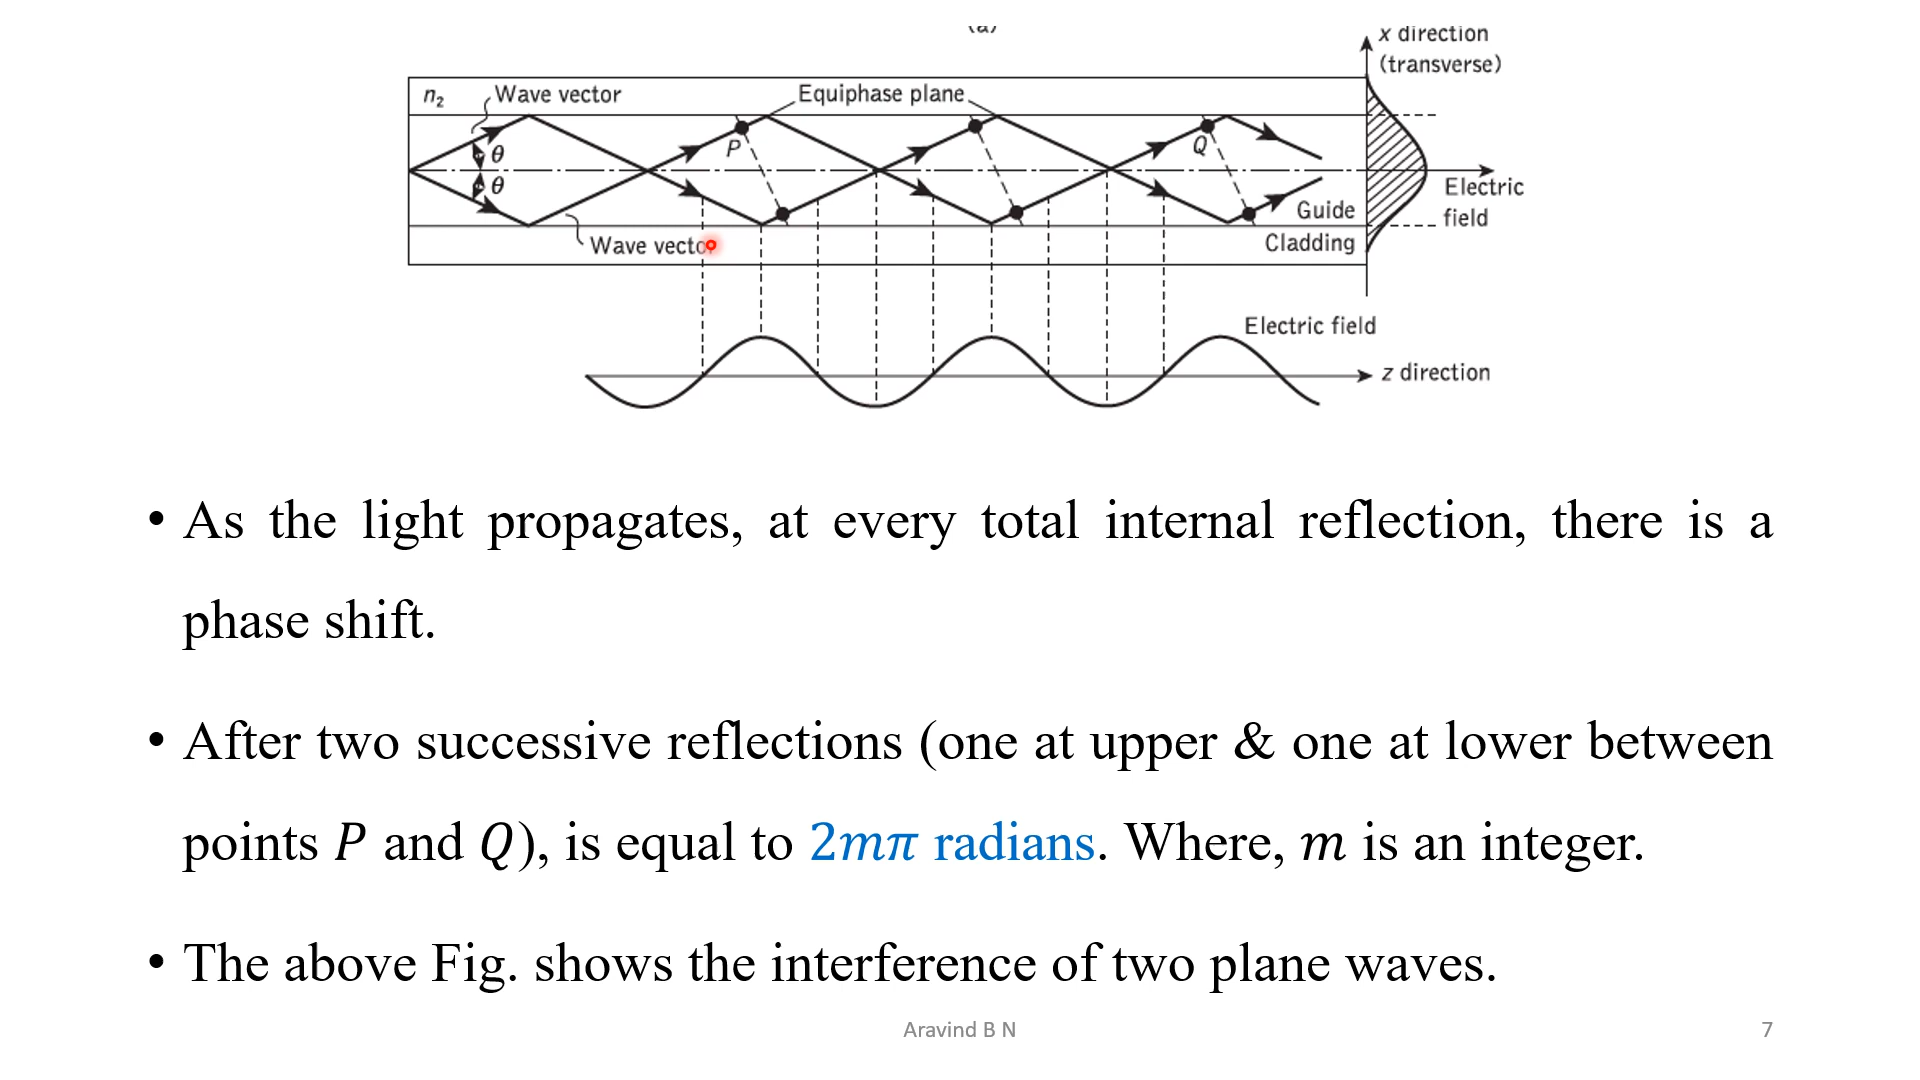 x direction
(transverse)
n₂
Wave vector
Equiphase plane
θ
P
Q
θ
Electric
field
Guide
Wave vecto
Cladding
Electric field
z direction
• As the light propagates, at every total internal reflection, there is a
phase shift.
• After two successive reflections (one at upper & one at lower between
points P and Q), is equal to 2mπ radians. Where, m is an integer.
• The above Fig. shows the interference of two plane waves.
Aravind B N
7